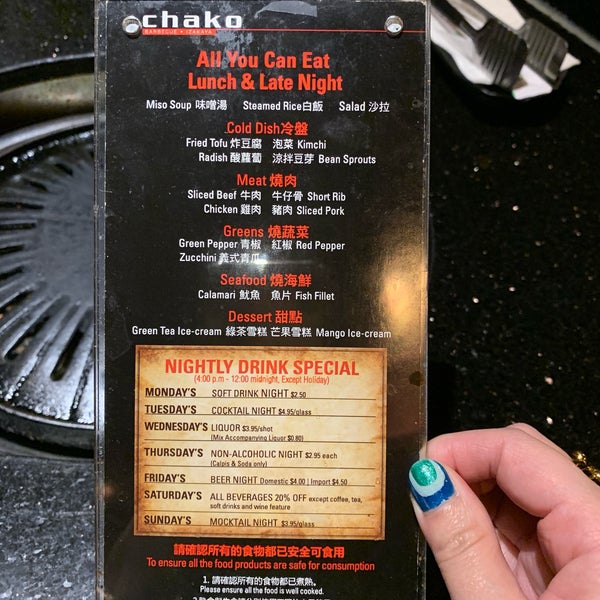 chako
BARBECUE • IZAKAYA
All You Can Eat
Lunch & Late Night
Miso Soup 味噌湯 Steamed Rice白飯 Salad 沙拉
Cold Dish冷盤
Fried Tofu 炸豆腐 泡菜 Kimchi
Radish 酸蘿蔔 涼拌豆芽 Bean Sprouts
Meat 燒肉
Sliced Beef 牛肉 牛仔骨 Short Rib
Chicken 雞肉 豬肉 Sliced Pork
Greens 燒蔬菜
Green Pepper 青椒 紅椒 Red Pepper
Zucchini 義式青瓜
Seafood 燒海鮮
Calamari 魷魚 魚片 Fish Fillet
Dessert 甜點
Green Tea Ice-cream 綠茶雪糕 芒果雪糕 Mango Ice-cream
NIGHTLY DRINK SPECIAL
(4:00 p.m - 12:00 midnight, Except Holiday)
MONDAY'S SOFT DRINK NIGHT $2.50
TUESDAY'S COCKTAIL NIGHT $4.95/glass
WEDNESDAY'S LIQUOR $3.95/shot
(Mix Accompanying Liquor $0.80)
THURSDAY'S NON-ALCOHOLIC NIGHT $2.95 each
(Calpis & Soda only)
FRIDAY'S BEER NIGHT Domestic $4.00 | Import $4.50
SATURDAY'S ALL BEVERAGES 20% OFF except coffee, tea,
soft drinks and wine feature
SUNDAY'S MOCKTAIL NIGHT $3.95/glass
請確認所有的食物都已安全可食用
To ensure all the food products are safe for consumption
1. 請確認所有的食物都已煮熟。
Please ensure all the food is well cooked.